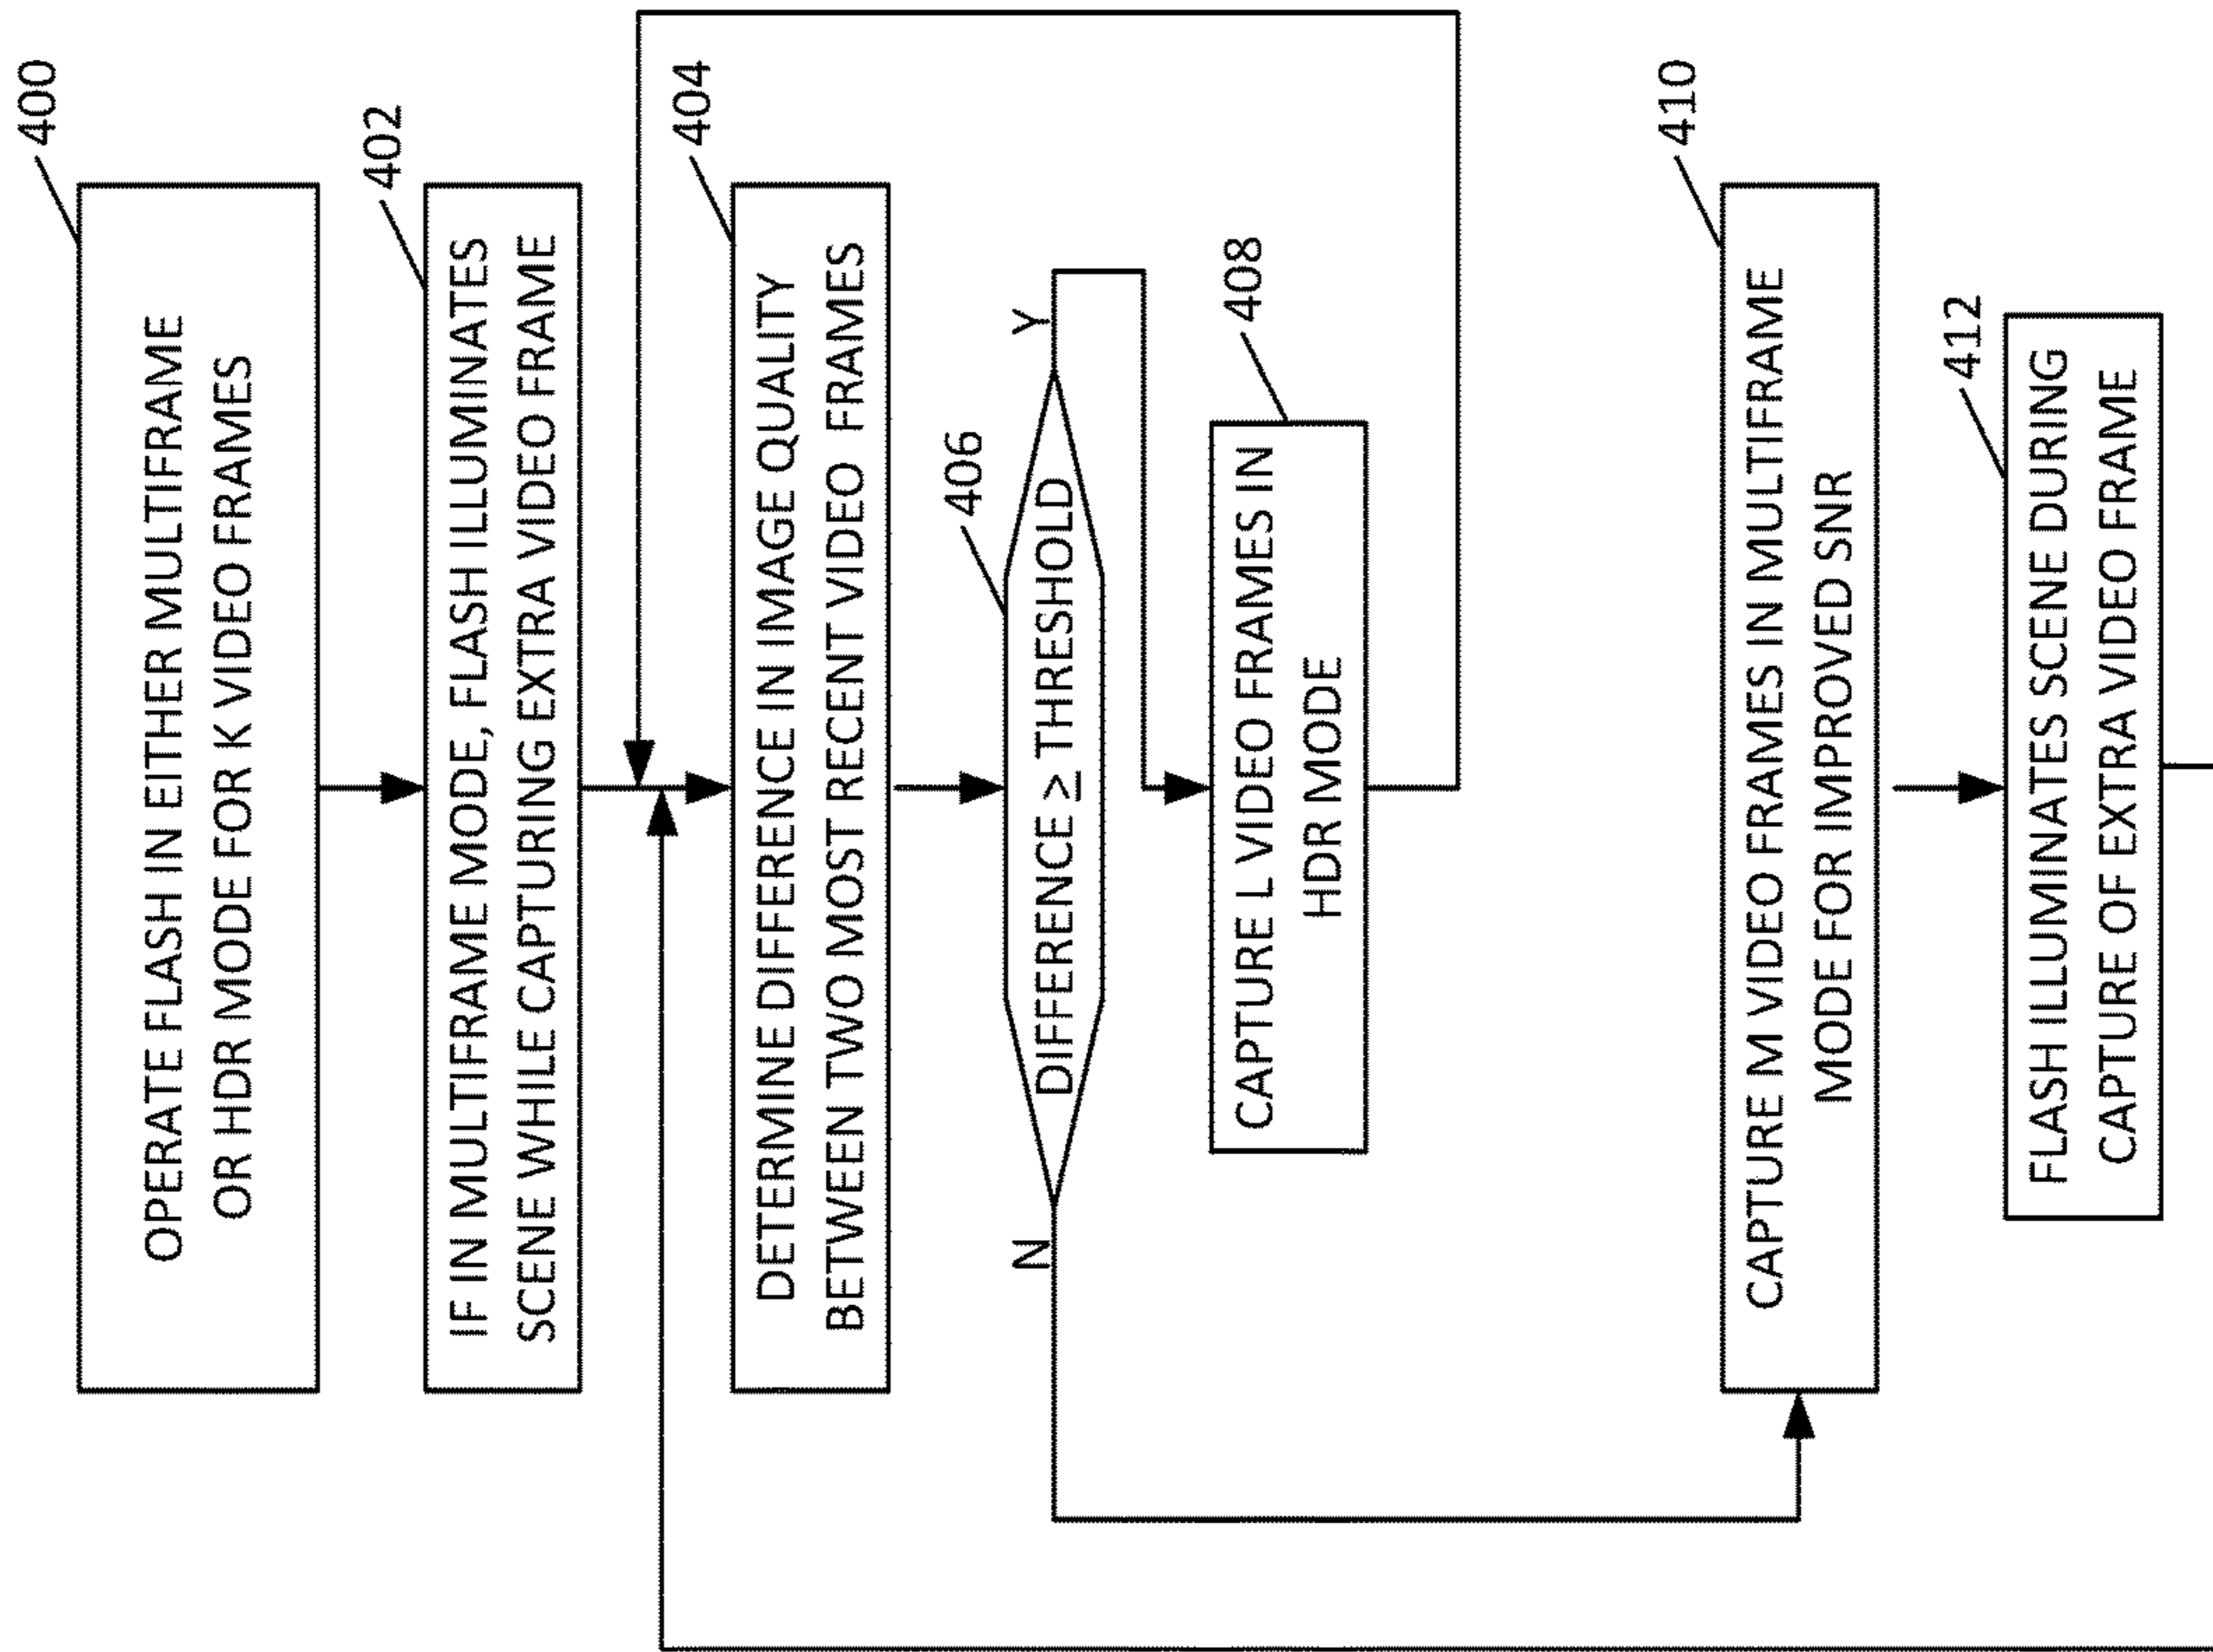 400
OPERATE FLASH IN EITHER MULTIFRAME
OR HDR MODE FOR K VIDEO FRAMES
402
IF IN MULTIFRAME MODE, FLASH ILLUMINATES
SCENE WHILE CAPTURING EXTRA VIDEO FRAME
404
DETERMINE DIFFERENCE IN IMAGE QUALITY
BETWEEN TWO MOST RECENT VIDEO FRAMES
406
N
DIFFERENCE ≥ THRESHOLD
Y
408
CAPTURE L VIDEO FRAMES IN
HDR MODE
410
CAPTURE M VIDEO FRAMES IN MULTIFRAME
MODE FOR IMPROVED SNR
412
FLASH ILLUMINATES SCENE DURING
CAPTURE OF EXTRA VIDEO FRAME